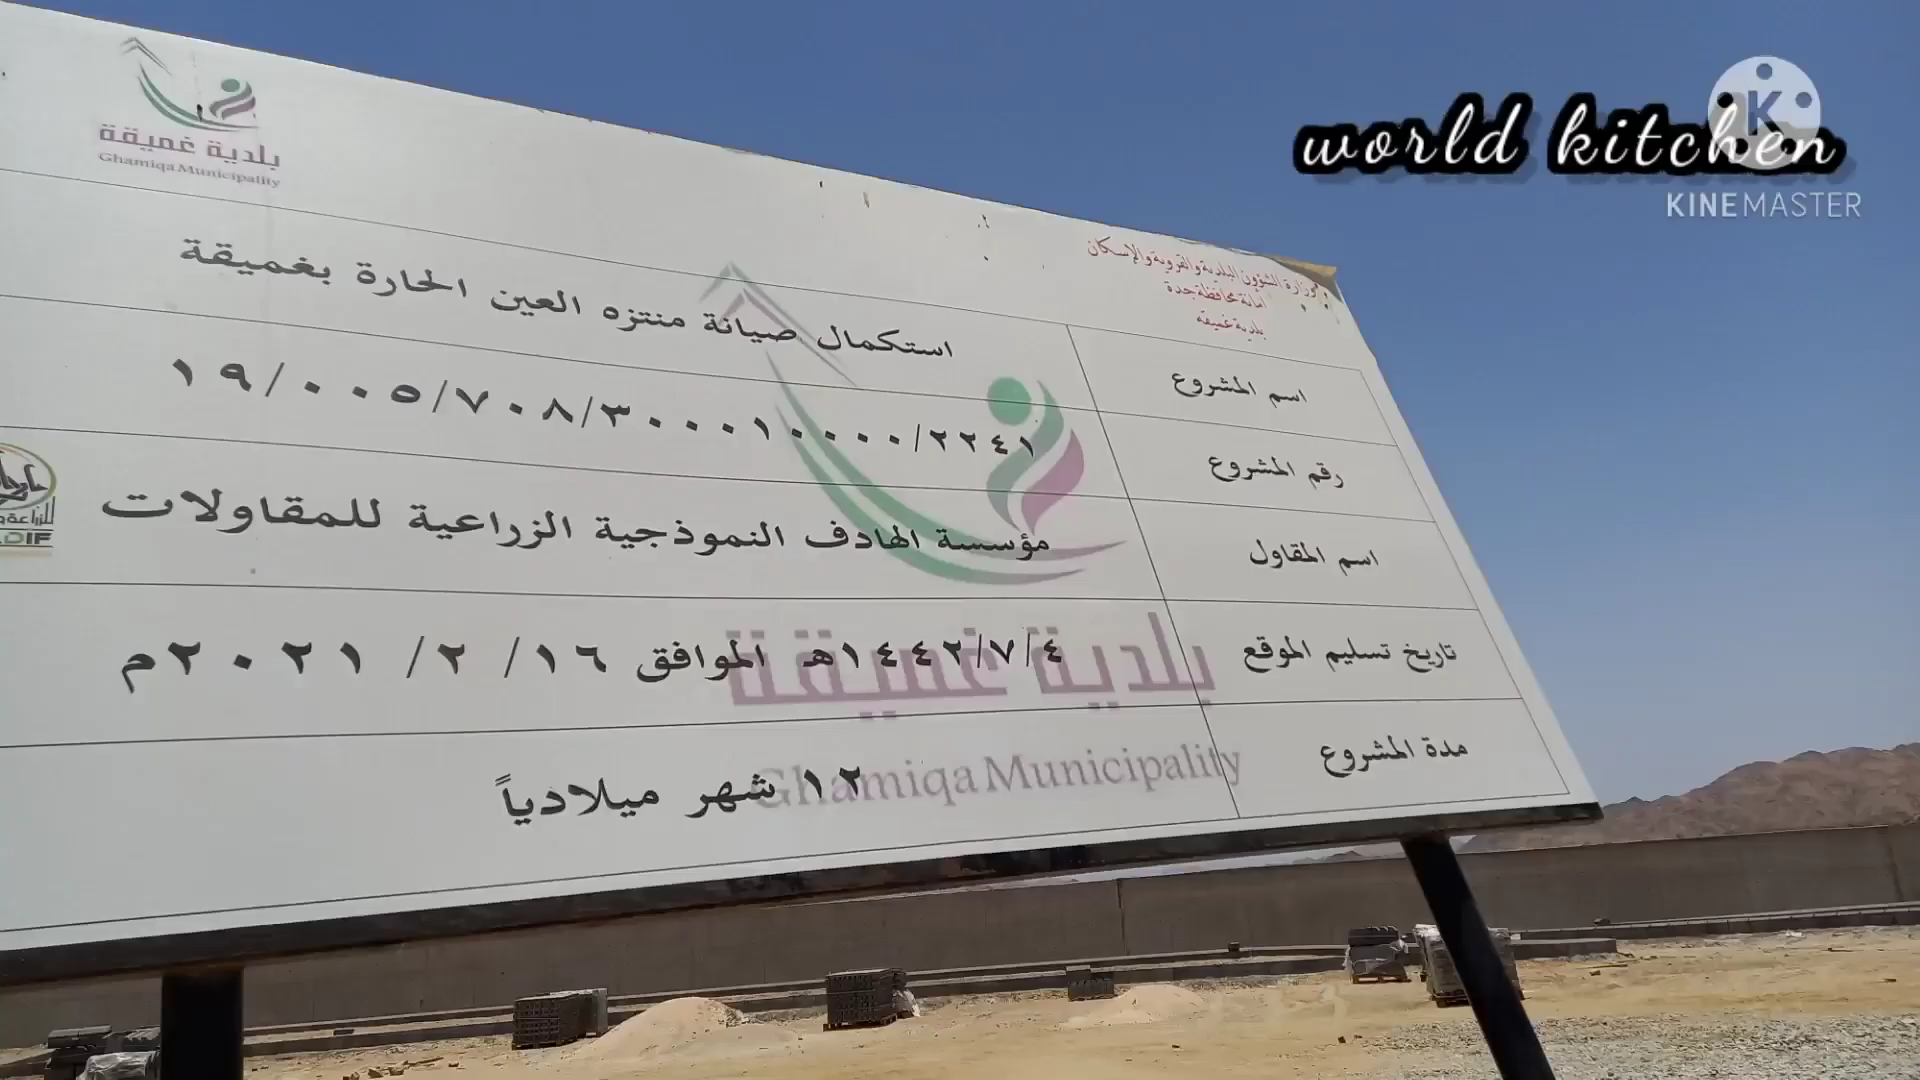 بلدية غميقة
Ghamiqa Municipality
world kitchen
KINEMASTER
وزارة الشؤون البلدية والقروية والإسكان
أمانة محافظة جدة
بلدية غميقه
اسم المشروع
استكمال صيانة منتزه العين الحارة بغميقة
رقم المشروع
١٩/٠٠٥/٧٠٨/٣٠٠٠١٠٠٠٠/٢٢٤١
اسم المقاول
مؤسسة الهادف النموذجية الزراعية للمقاولات
تاريخ تسليم الموقع
١٤٤٢/٧/٤هـ الموافق ١٦/ ٢/ ٢٠٢١م
مدة المشروع
١٢ شهر ميلادياً
بلدية غميقة
Ghamiqa Municipality